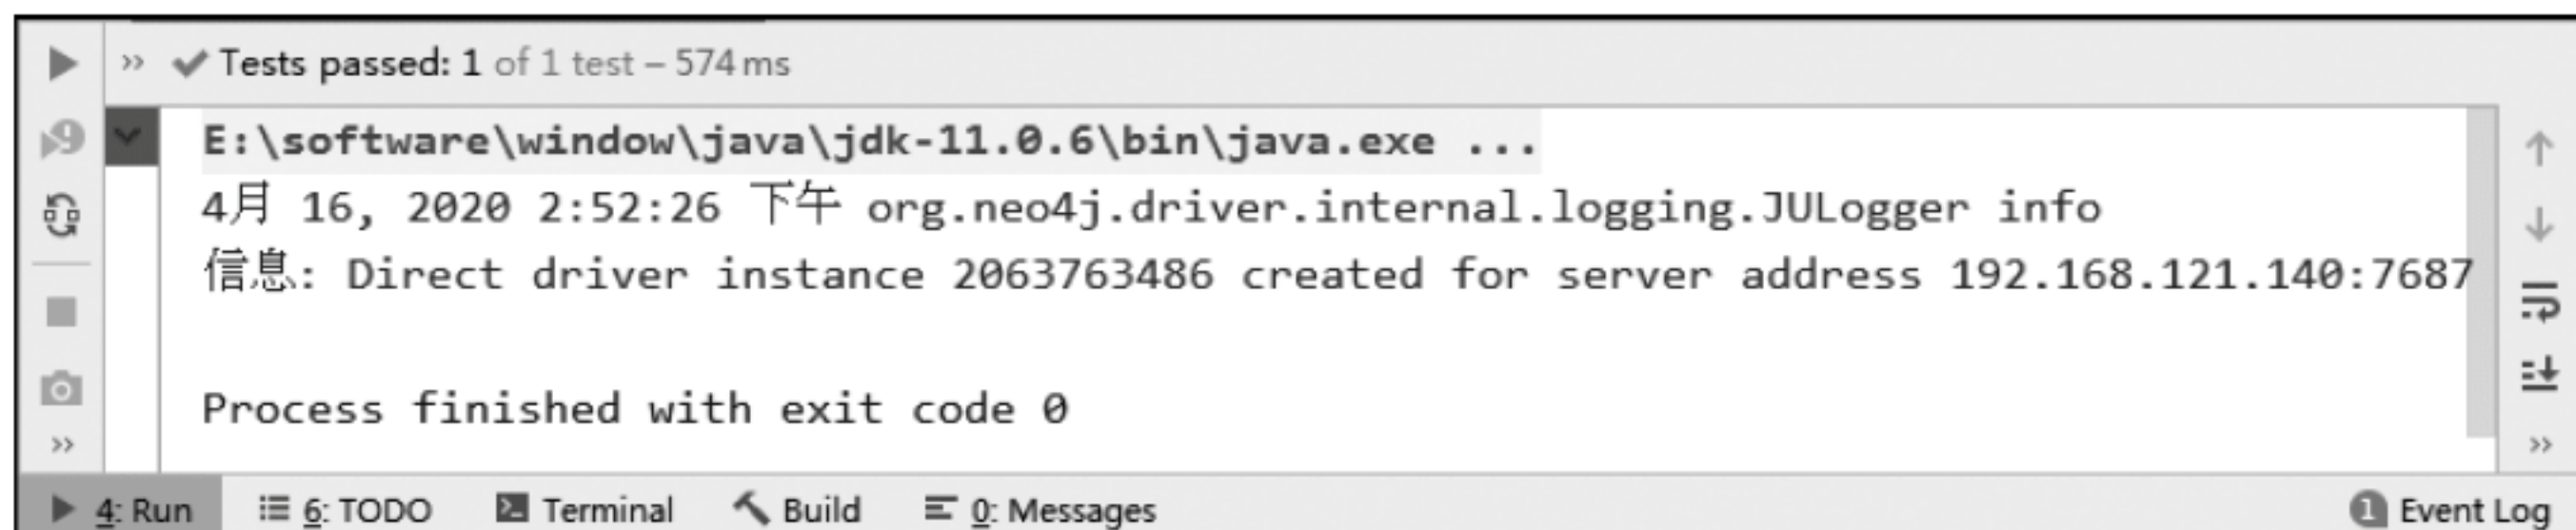 Tests passed: 1 of 1 test – 574 ms
E:\software\window\java\jdk-11.0.6\bin\java.exe ...
4月 16, 2020 2:52:26 下午 org.neo4j.driver.internal.logging.JULogger info
信息: Direct driver instance 2063763486 created for server address 192.168.121.140:7687
Process finished with exit code 0
4: Run 6: TODO Terminal Build 0: Messages 1 Event Log